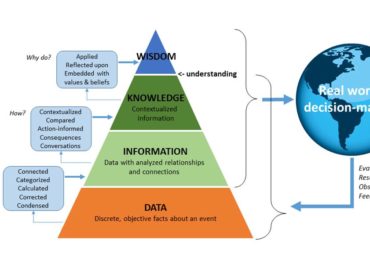 Why do?
Applied
Reflected upon
Embedded with
values & beliefs
WISDOM
<- understanding
How?
Contextualized
Compared
Action-informed
Consequences
Conversations
KNOWLEDGE
Contextualized
Information
Real wor
decision-ma
Connected
Categorized
Calculated
Corrected
Condensed
INFORMATION
Data with analyzed relationships
and connections
Eva
Res
Obs
Fee
DATA
Discrete, objective facts about an event